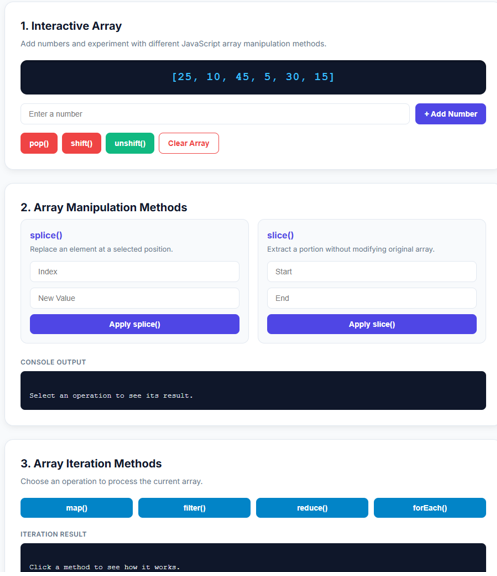 1. Interactive Array
Add numbers and experiment with different JavaScript array manipulation methods.
[25, 10, 45, 5, 30, 15]
Enter a number
+ Add Number
pop()
shift()
unshift()
Clear Array
2. Array Manipulation Methods
splice()
Replace an element at a selected position.
Index
New Value
Apply splice()
slice()
Extract a portion without modifying original array.
Start
End
Apply slice()
CONSOLE OUTPUT
Select an operation to see its result.
3. Array Iteration Methods
Choose an operation to process the current array.
map()
filter()
reduce()
forEach()
ITERATION RESULT
Click a method to see how it works.